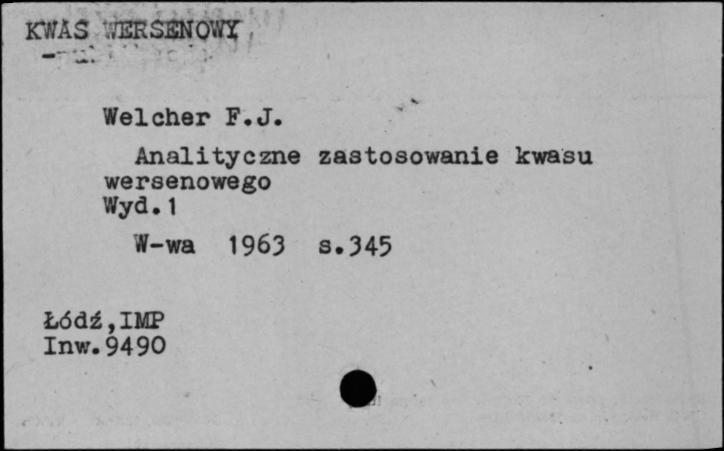 KWAS WERSENOWY
Welcher F.J.
Analityczne zastosowanie kwasu
wersenowego
Wyd.1
W-wa 1963 s.345
Łódź,IMP
Inw.9490